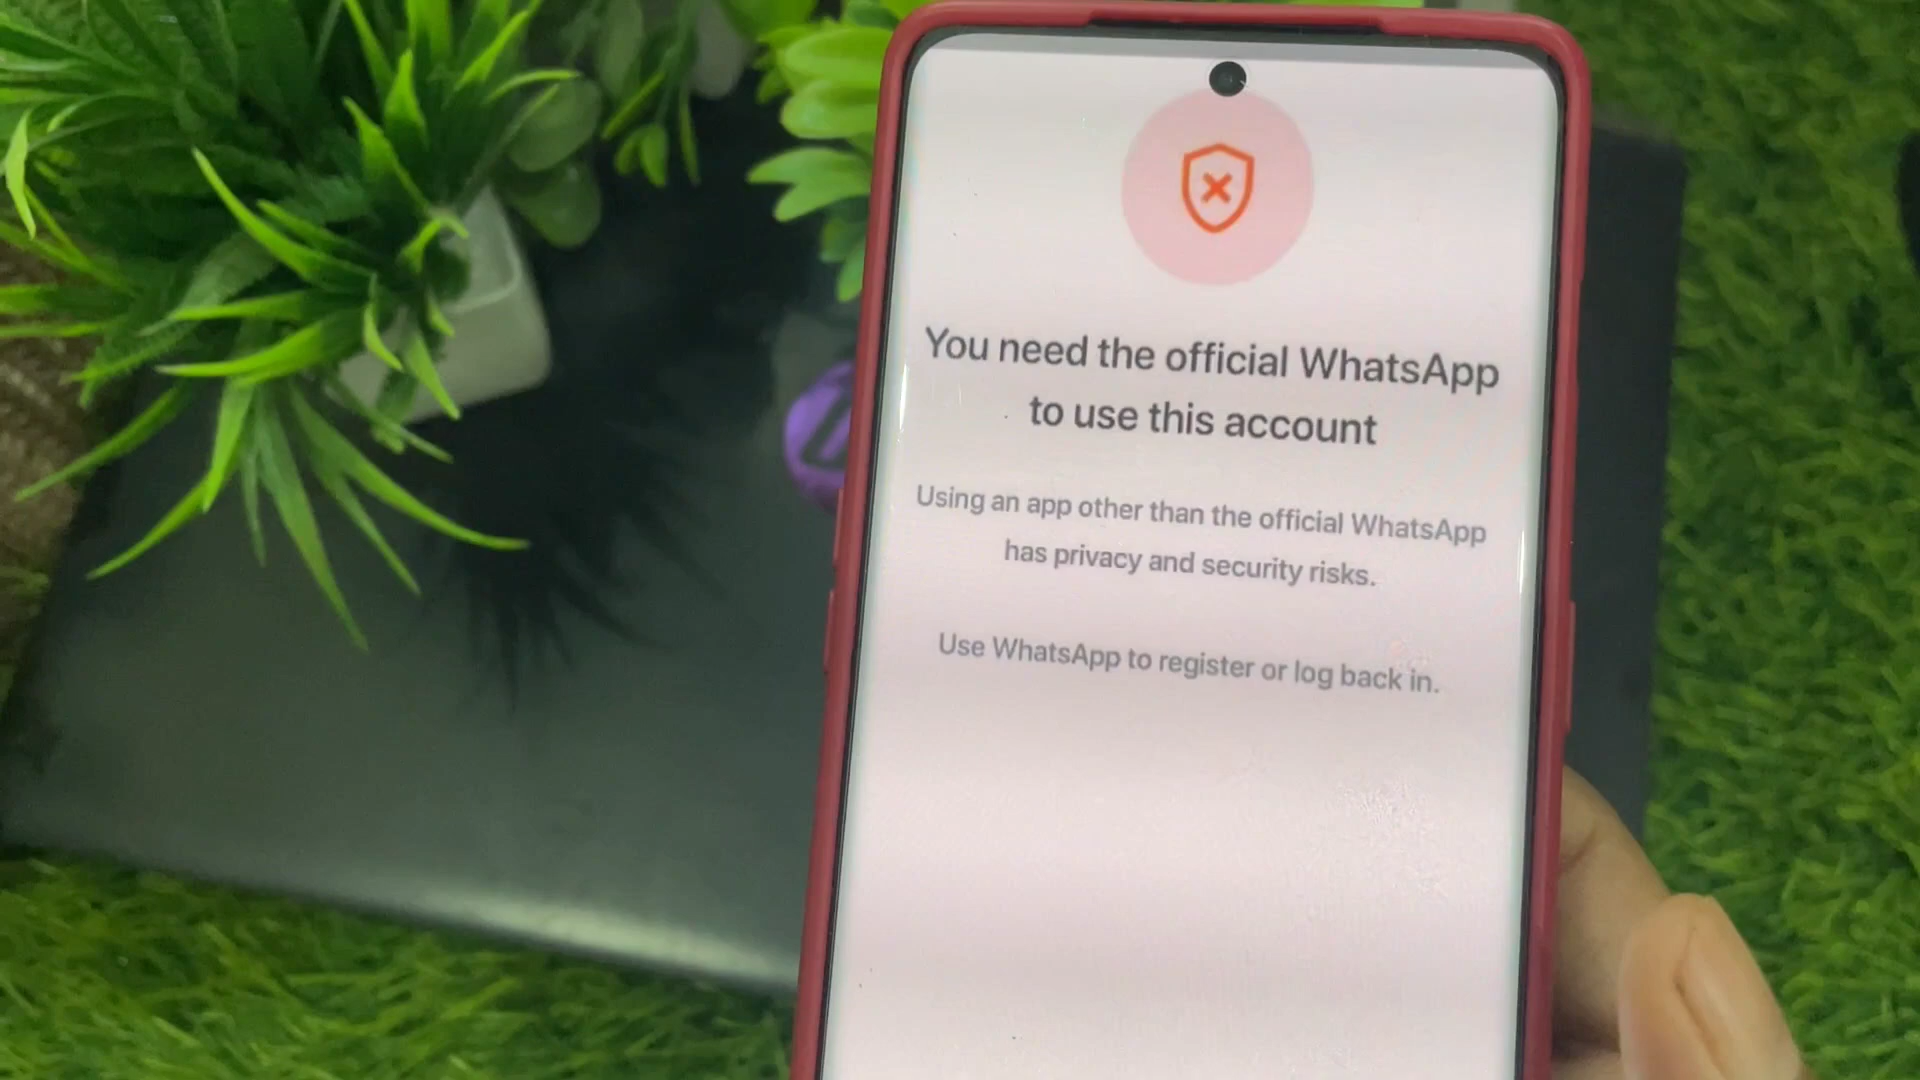 You need the official WhatsApp
to use this account
Using an app other than the official WhatsApp
has privacy and security risks.
Use WhatsApp to register or log back in.